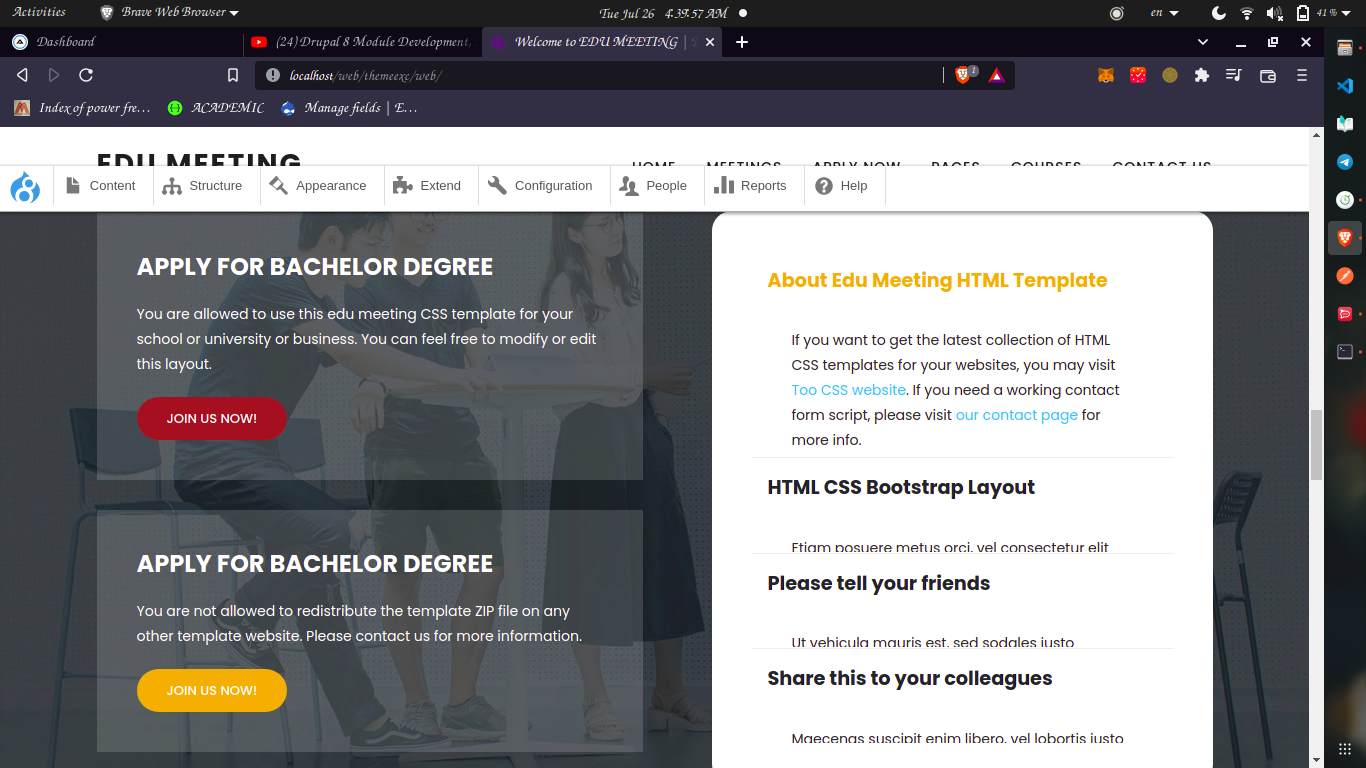 Activities
Brave Web Browser
Tue Jul 26 4:39:57 AM
en
41 %
Dashboard
(24) Drupal 8 Module Development,
Welcome to EDU MEETING |
localhost/web/themeexc/web/
1
Index of power fre...
ACADEMIC
Manage fields | E...
EDU MEETING
HOME
MEETINGS
APPLY NOW
PAGES
COURSES
CONTACT US
Content
Structure
Appearance
Extend
Configuration
People
Reports
Help
APPLY FOR BACHELOR DEGREE
You are allowed to use this edu meeting CSS template for your
school or university or business. You can feel free to modify or edit
this layout.
JOIN US NOW!
APPLY FOR BACHELOR DEGREE
You are not allowed to redistribute the template ZIP file on any
other template website. Please contact us for more information.
JOIN US NOW!
About Edu Meeting HTML Template
If you want to get the latest collection of HTML
CSS templates for your websites, you may visit
Too CSS website. If you need a working contact
form script, please visit our contact page for
more info.
HTML CSS Bootstrap Layout
Etiam posuere metus orci, vel consectetur elit
Please tell your friends
Ut vehicula mauris est, sed sodales justo
Share this to your colleagues
Maecenas suscipit enim libero, vel lobortis justo